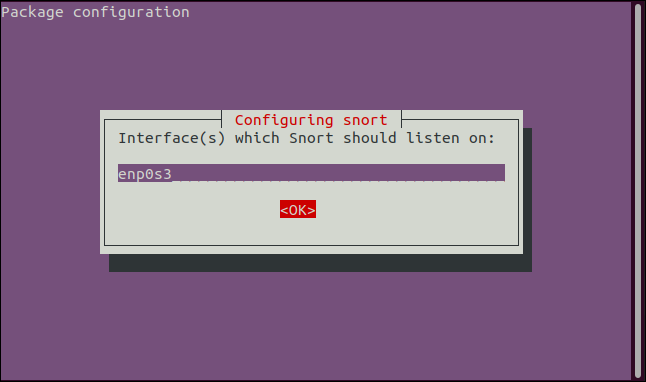 Package configuration
Configuring snort
Interface(s) which Snort should listen on:
enp0s3
<OK>